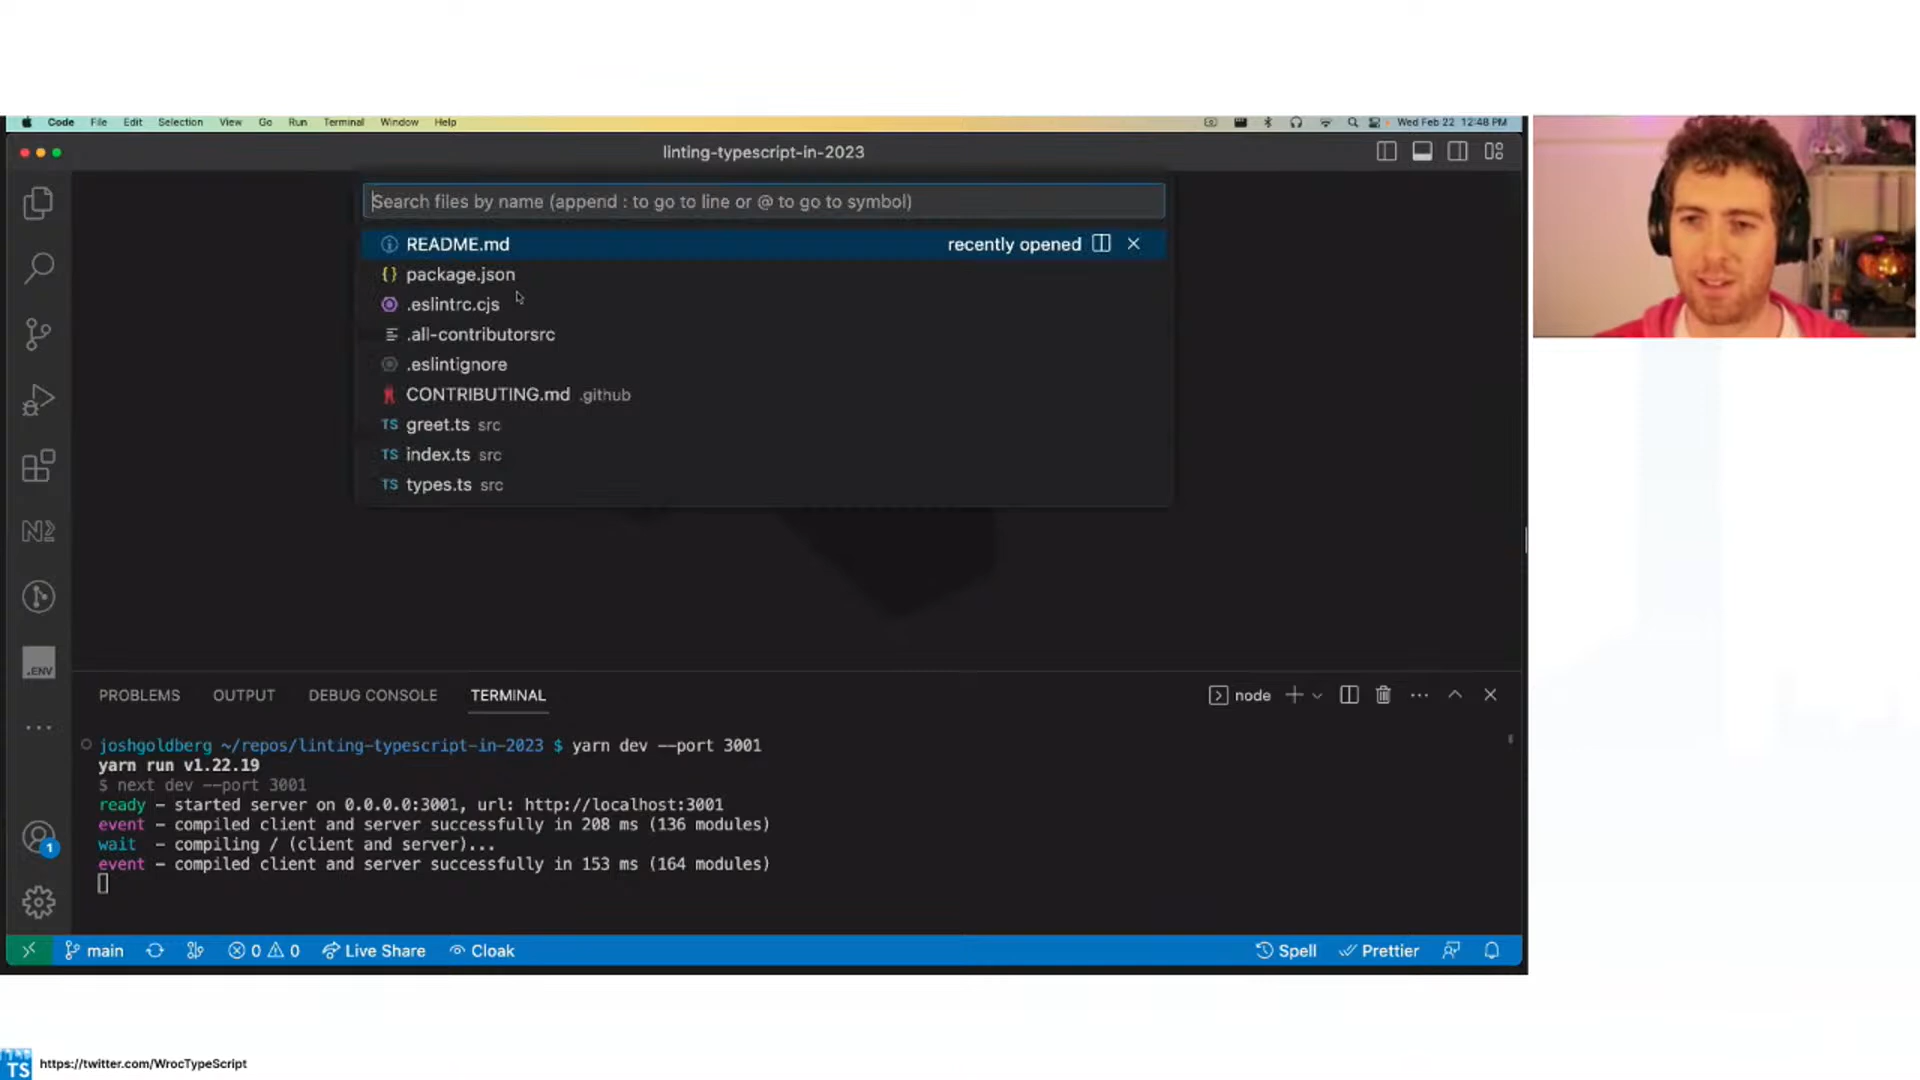 Code File Edit Selection View Go Run Terminal Window Help Wed Feb 22 12:48 PM
linting-typescript-in-2023
Search files by name (append : to go to line or @ to go to symbol)
README.md recently opened
{} package.json
.eslintrc.cjs
.all-contributorsrc
.eslintignore
CONTRIBUTING.md .github
TS greet.ts src
TS index.ts src
TS types.ts src
.ENV
PROBLEMS OUTPUT DEBUG CONSOLE TERMINAL node
joshgoldberg ~/repos/linting-typescript-in-2023 $ yarn dev --port 3001
yarn run v1.22.19
$ next dev --port 3001
ready - started server on 0.0.0.0:3001, url: http://localhost:3001
event - compiled client and server successfully in 208 ms (136 modules)
wait - compiling / (client and server)...
event - compiled client and server successfully in 153 ms (164 modules)
1
main 0 0 Live Share Cloak Spell Prettier
TS https://twitter.com/WrocTypeScript